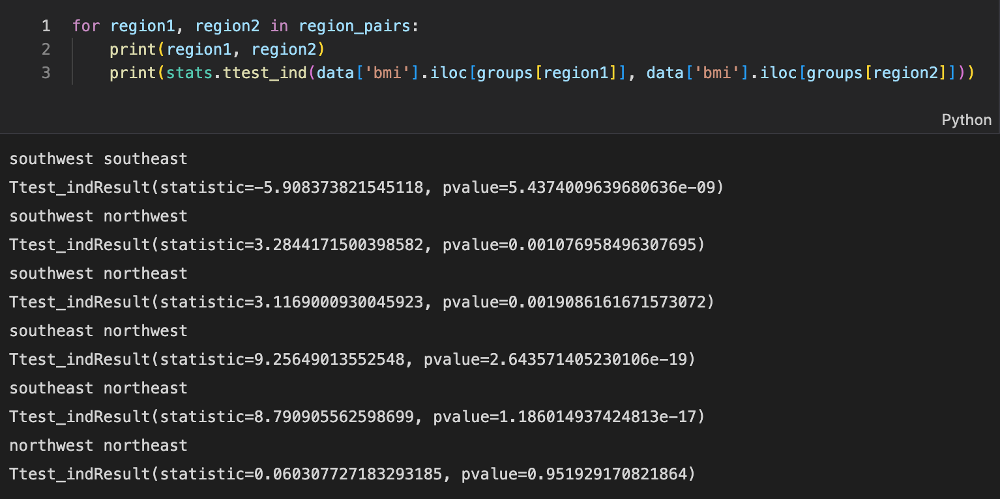 1 for region1, region2 in region_pairs:
2     print(region1, region2)
3     print(stats.ttest_ind(data['bmi'].iloc[groups[region1]], data['bmi'].iloc[groups[region2]]))
Python
southwest southeast
Ttest_indResult(statistic=-5.908373821545118, pvalue=5.4374009639680636e-09)
southwest northwest
Ttest_indResult(statistic=3.2844171500398582, pvalue=0.001076958496307695)
southwest northeast
Ttest_indResult(statistic=3.1169000930045923, pvalue=0.0019086161671573072)
southeast northwest
Ttest_indResult(statistic=9.25649013552548, pvalue=2.643571405230106e-19)
southeast northeast
Ttest_indResult(statistic=8.790905562598699, pvalue=1.186014937424813e-17)
northwest northeast
Ttest_indResult(statistic=0.060307727183293185, pvalue=0.951929170821864)